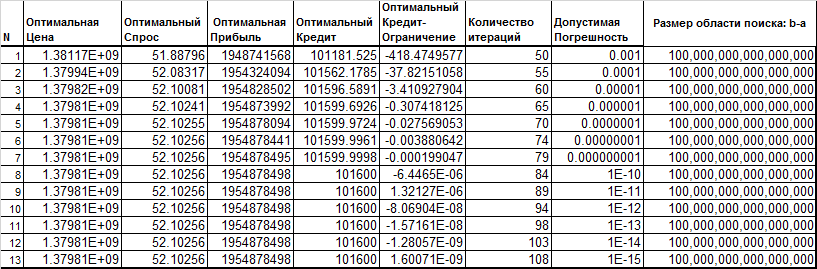 N Оптимальная Цена Оптимальный Спрос Оптимальная Прибыль Оптимальный Кредит Оптимальный Кредит-Ограничение Количество итераций Допустимая Погрешность Размер области поиска: b-a
1 1.38117E+09 51.88796 1948741568 101181.525 -418.4749577 50 0.001 100,000,000,000,000,000
2 1.37994E+09 52.08317 1954324094 101562.1785 -37.82151058 55 0.0001 100,000,000,000,000,000
3 1.37982E+09 52.10081 1954828502 101596.5891 -3.410927904 60 0.00001 100,000,000,000,000,000
4 1.37981E+09 52.10241 1954873992 101599.6926 -0.307418125 65 0.000001 100,000,000,000,000,000
5 1.37981E+09 52.10255 1954878094 101599.9724 -0.027569053 70 0.0000001 100,000,000,000,000,000
6 1.37981E+09 52.10256 1954878441 101599.9961 -0.003880642 74 0.00000001 100,000,000,000,000,000
7 1.37981E+09 52.10256 1954878495 101599.9998 -0.000199047 79 0.000000001 100,000,000,000,000,000
8 1.37981E+09 52.10256 1954878498 101600 -6.4465E-06 84 1E-10 100,000,000,000,000,000
9 1.37981E+09 52.10256 1954878498 101600 1.32127E-06 89 1E-11 100,000,000,000,000,000
10 1.37981E+09 52.10256 1954878498 101600 -8.06904E-08 94 1E-12 100,000,000,000,000,000
11 1.37981E+09 52.10256 1954878498 101600 -1.57161E-08 98 1E-13 100,000,000,000,000,000
12 1.37981E+09 52.10256 1954878498 101600 -1.28057E-09 103 1E-14 100,000,000,000,000,000
13 1.37981E+09 52.10256 1954878498 101600 1.60071E-09 108 1E-15 100,000,000,000,000,000